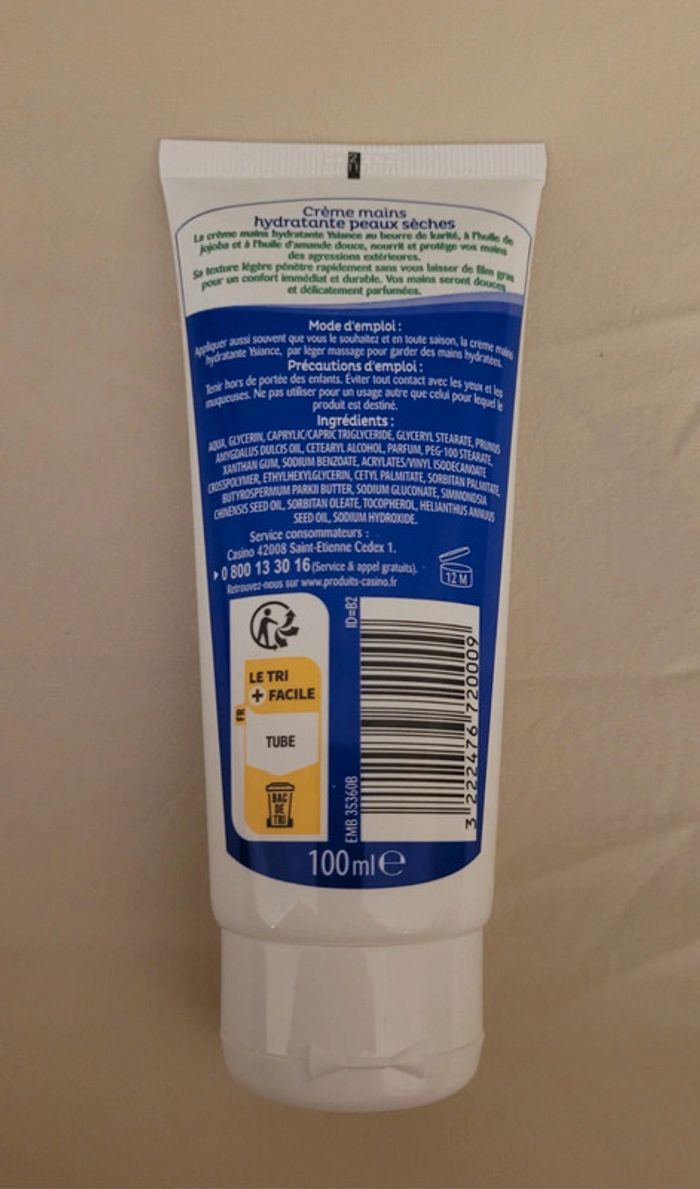 Crème mains
hydratante peaux sèches
La crème mains hydratante Ysiance au beurre de karité, à l'huile de
jojoba et à l'huile d'amande douce, nourrit et protège vos mains
des agressions extérieures.
Sa texture légère pénètre rapidement sans vous laisser de film gras
pour un confort immédiat et durable. Vos mains seront douces
et délicatement parfumées.
Mode d'emploi :
Appliquer aussi souvent que vous le souhaitez et en toute saison, la crème mains
hydratante Ysiance, par léger massage pour garder des mains hydratées.
Précautions d'emploi :
Tenir hors de portée des enfants. Éviter tout contact avec les yeux et les
muqueuses. Ne pas utiliser pour un usage autre que celui pour lequel le
produit est destiné.
Ingrédients :
AQUA, GLYCERIN, CAPRYLIC/CAPRIC TRIGLYCERIDE, GLYCERYL STEARATE, PRUNUS
AMYGDALUS DULCIS OIL, CETEARYL ALCOHOL, PARFUM, PEG-100 STEARATE,
XANTHAN GUM, SODIUM BENZOATE, ACRYLATES/VINYL ISODECANOATE
CROSSPOLYMER, ETHYLHEXYLGLYCERIN, CETYL PALMITATE, SORBITAN PALMITATE,
BUTYROSPERMUM PARKII BUTTER, SODIUM GLUCONATE, SIMMONDSIA
CHINENSIS SEED OIL, SORBITAN OLEATE, TOCOPHEROL, HELIANTHUS ANNUUS
SEED OIL, SODIUM HYDROXIDE.
Service consommateurs :
Casino 42008 Saint-Etienne Cedex 1.
0 800 13 30 16 (Service & appel gratuits).
Retrouvez-nous sur www.produits-casino.fr
12 M
ID=B2
LE TRI
+ FACILE
FR
TUBE
BAC
DE
TRI
EMB 35360B
3 222476 720009
100 ml e